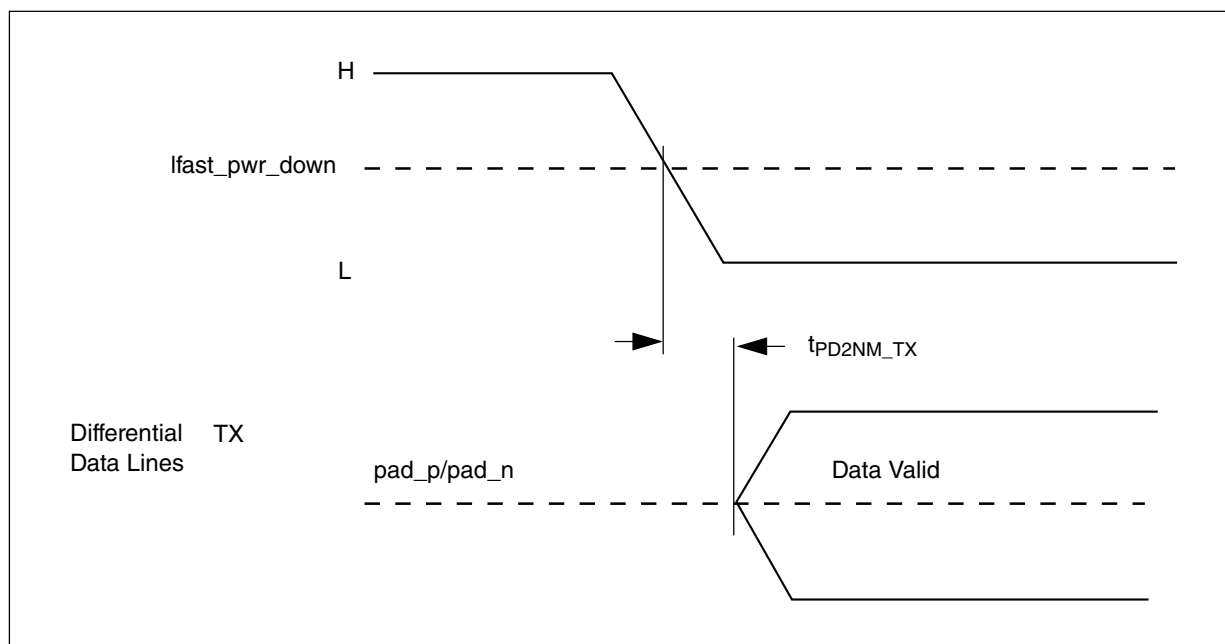 H
lfast_pwr_down
L
tPD2NM_TX
Differential TX
Data Lines
pad_p/pad_n
Data Valid